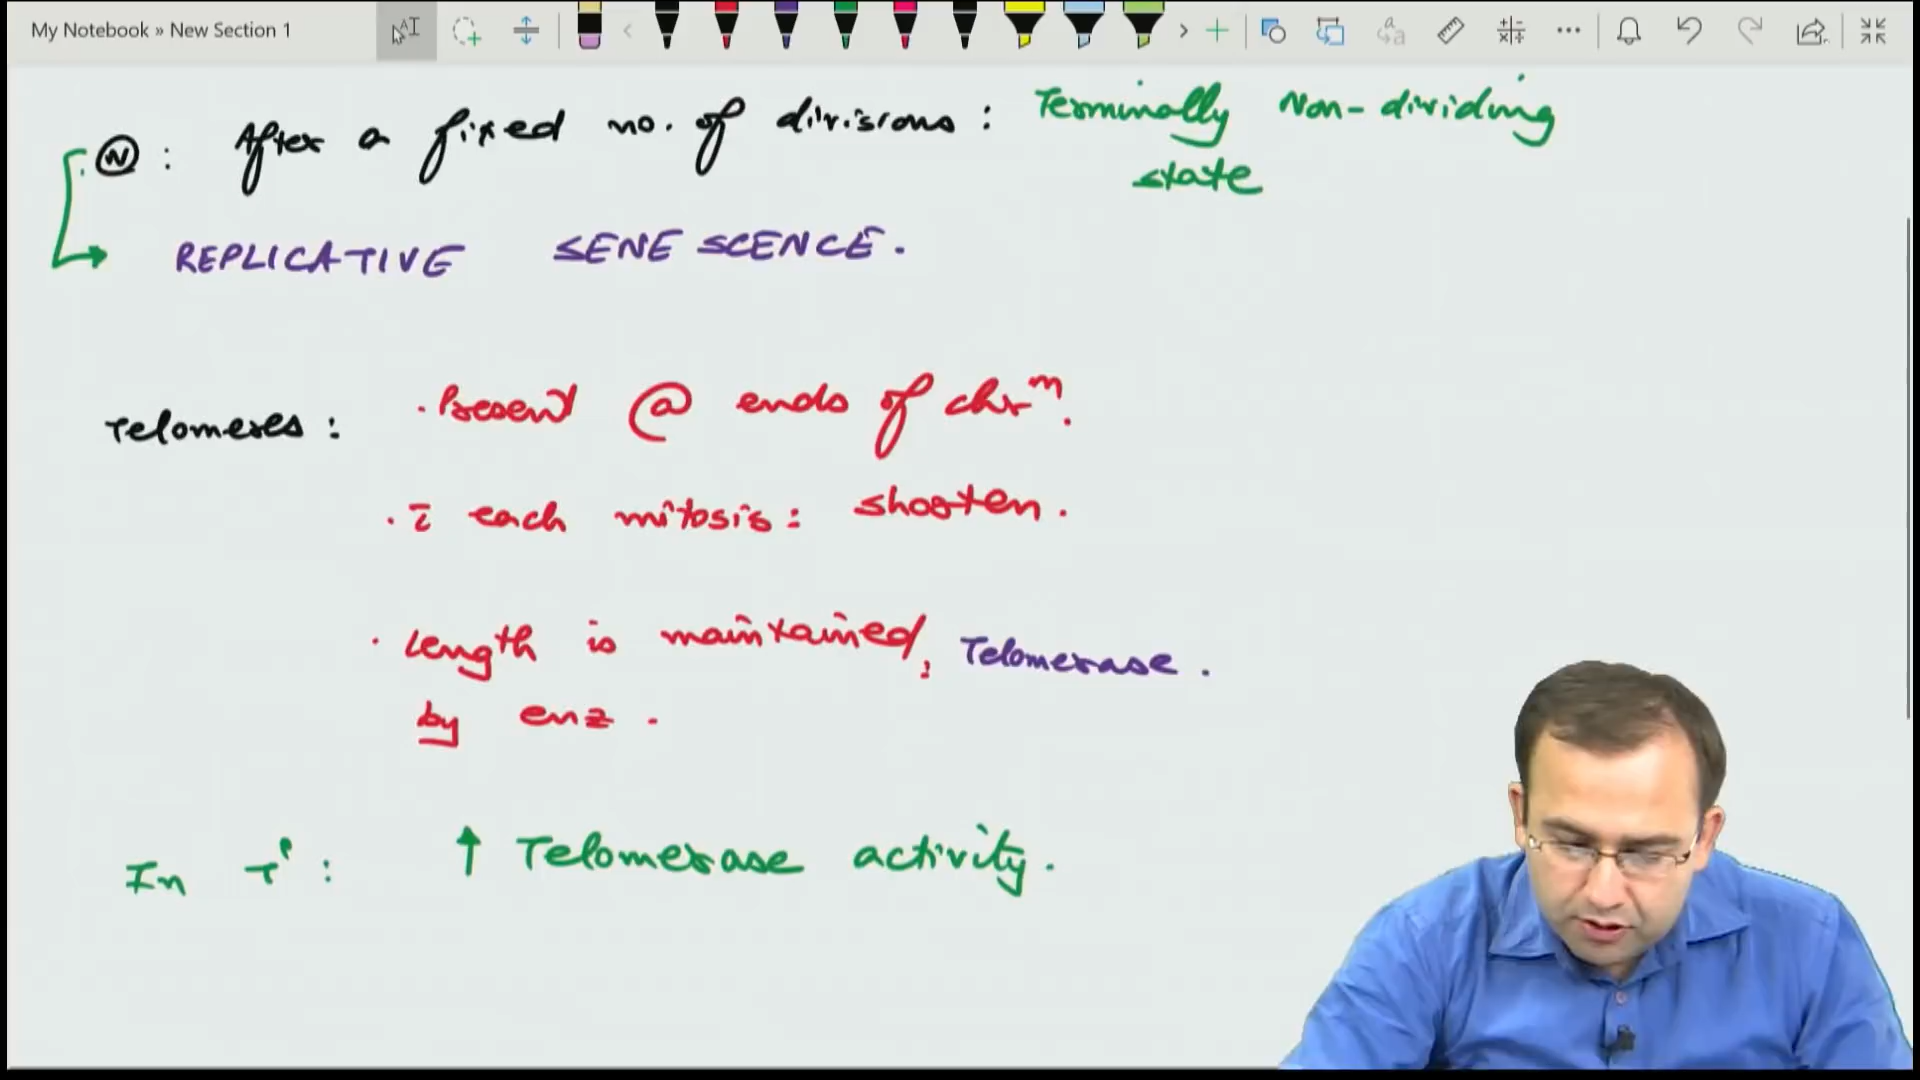 My Notebook » New Section 1
Ⓝ : After a fixed no. of divisions : Terminally Non-dividing
state
REPLICATIVE SENESCENCE.
Telomeres : · Present @ ends of chrᵐ.
· c̄ each mitosis : shorten.
· Length is maintained, : Telomerase.
by enz.
In Tʳ : ↑ Telomerase activity.